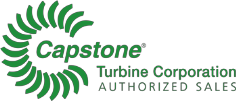 Capstone®
Turbine Corporation
AUTHORIZED SALES